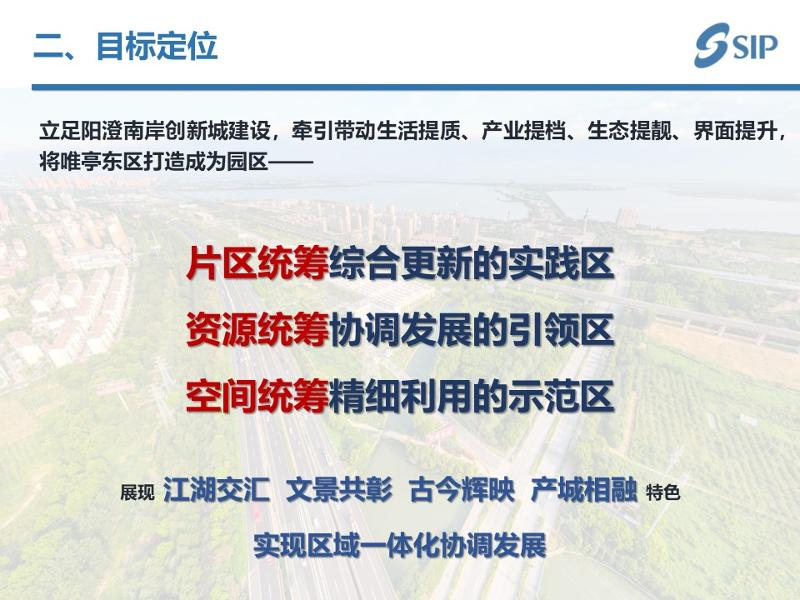 二、目标定位
SIP
立足阳澄南岸创新城建设，牵引带动生活提质、产业提档、生态提靓、界面提升，
将唯亭东区打造成为园区——
片区统筹综合更新的实践区
资源统筹协调发展的引领区
空间统筹精细利用的示范区
展现 江湖交汇 文景共彰 古今辉映 产城相融 特色
实现区域一体化协调发展